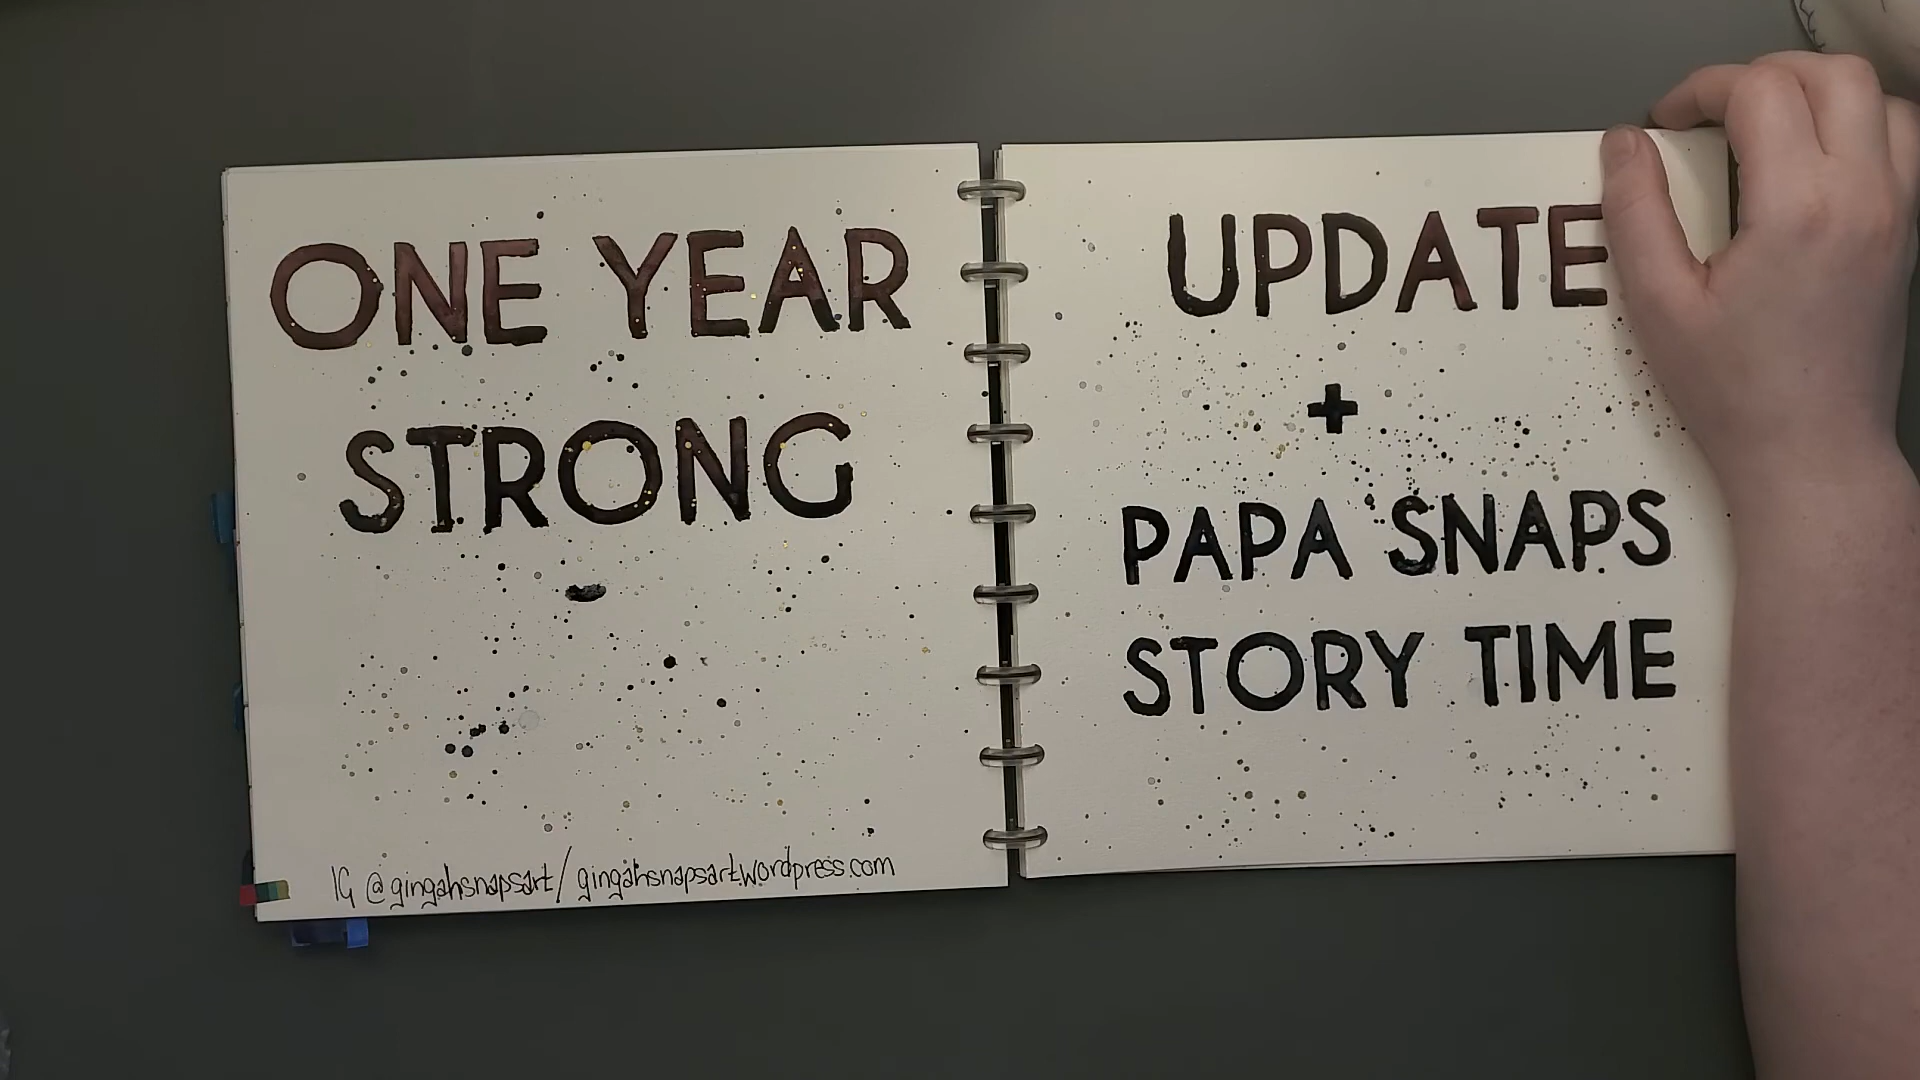 ONE YEAR
STRONG
-
IG @gingahsnapsart/gingahsnapsart.wordpress.com
UPDATE
+
PAPA SNAPS
STORY TIME